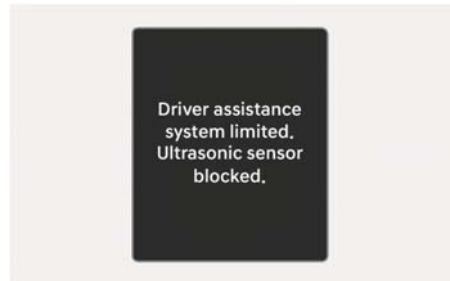 Driver assistance
system limited.
Ultrasonic sensor
blocked.